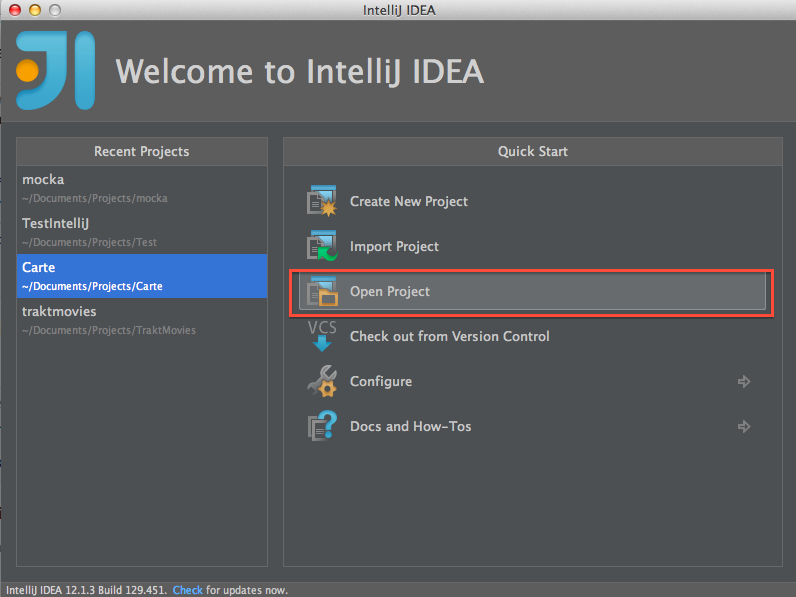 IntelliJ IDEA
Welcome to IntelliJ IDEA
Recent Projects
mocka
~/Documents/Projects/mocka
TestIntelliJ
~/Documents/Projects/Test
Carte
~/Documents/Projects/Carte
traktmovies
~/Documents/Projects/TraktMovies
Quick Start
Create New Project
Import Project
Open Project
VCS
Check out from Version Control
Configure
Docs and How-Tos
IntelliJ IDEA 12.1.3 Build 129.451. Check for updates now.